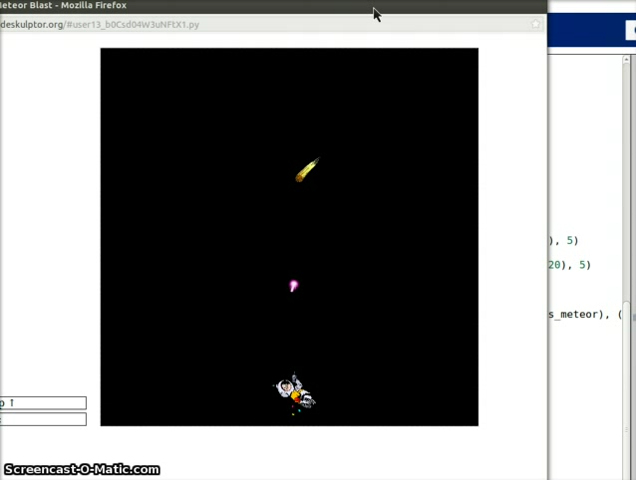 Meteor Blast - Mozilla Firefox
deskulptor.org/#user13_b0Csd04W3uNFtX1.py
), 5)
20), 5)
s_meteor), (
p ↑
Screencast-O-Matic.com